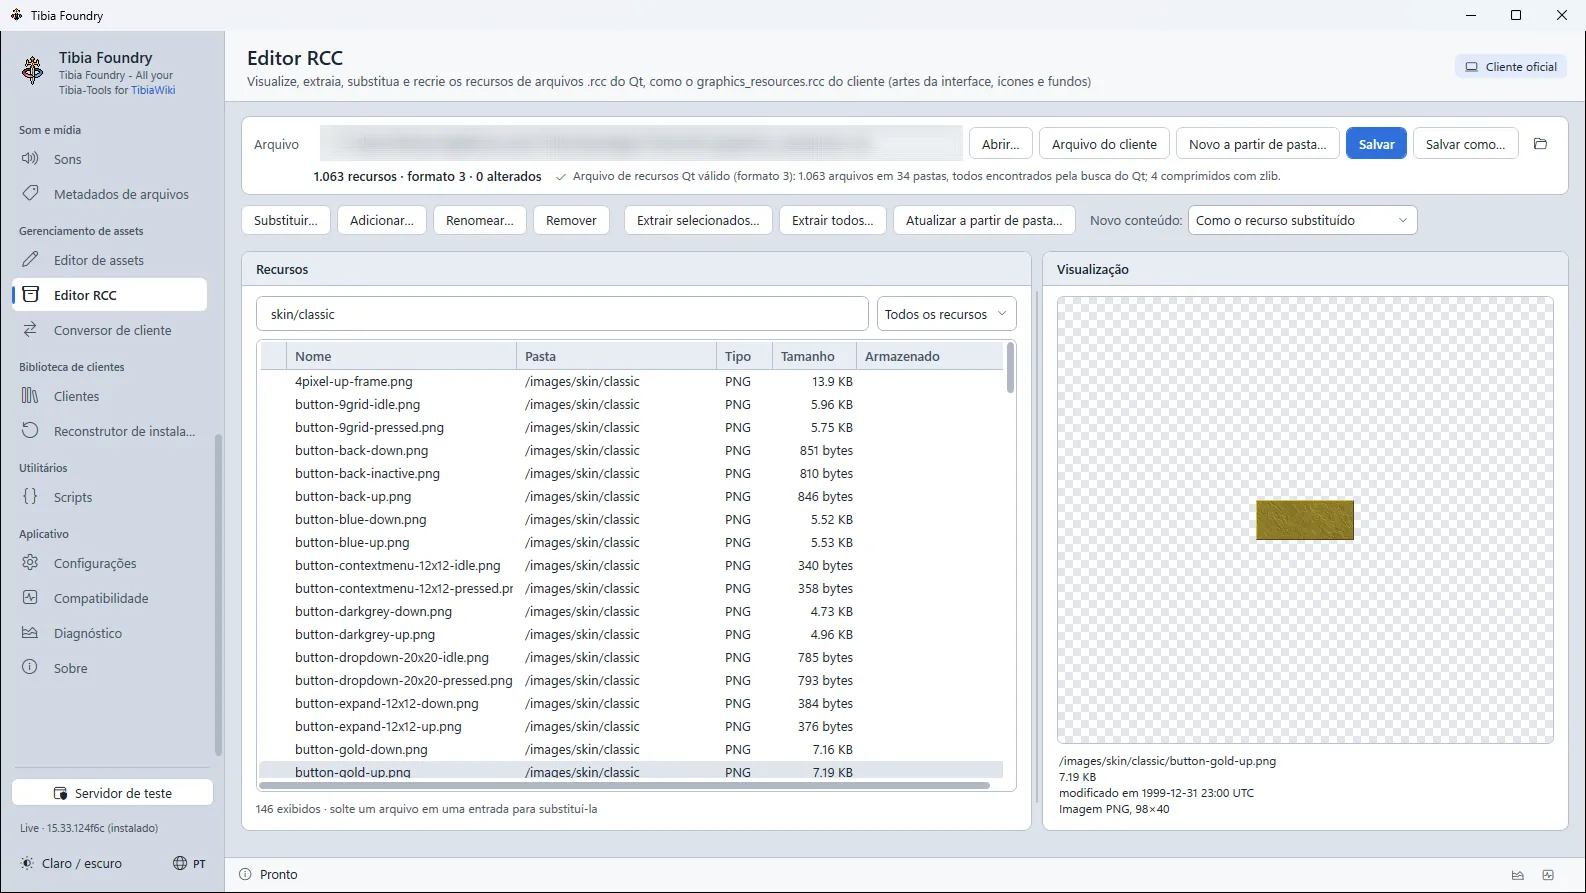 Tibia Foundry
Tibia Foundry
Tibia Foundry - All your
Tibia-Tools for TibiaWiki
Som e mídia
Sons
Metadados de arquivos
Gerenciamento de assets
Editor de assets
Editor RCC
Conversor de cliente
Biblioteca de clientes
Clientes
Reconstrutor de instala...
Utilitários
Scripts
Aplicativo
Configurações
Compatibilidade
Diagnóstico
Sobre
Servidor de teste
Live · 15.33.124f6c (instalado)
Claro / escuro PT
Editor RCC
Visualize, extraia, substitua e recrie os recursos de arquivos .rcc do Qt, como o graphics_resources.rcc do cliente (artes da interface, ícones e fundos)
Cliente oficial
Arquivo Abrir... Arquivo do cliente Novo a partir de pasta... Salvar Salvar como...
1.063 recursos · formato 3 · 0 alterados Arquivo de recursos Qt válido (formato 3): 1.063 arquivos em 34 pastas, todos encontrados pela busca do Qt; 4 comprimidos com zlib.
Substituir... Adicionar... Renomear... Remover Extrair selecionados... Extrair todos... Atualizar a partir de pasta... Novo conteúdo: Como o recurso substituído
Recursos
skin/classic Todos os recursos
Nome Pasta Tipo Tamanho Armazenado
4pixel-up-frame.png /images/skin/classic PNG 13.9 KB
button-9grid-idle.png /images/skin/classic PNG 5.96 KB
button-9grid-pressed.png /images/skin/classic PNG 5.75 KB
button-back-down.png /images/skin/classic PNG 851 bytes
button-back-inactive.png /images/skin/classic PNG 810 bytes
button-back-up.png /images/skin/classic PNG 846 bytes
button-blue-down.png /images/skin/classic PNG 5.52 KB
button-blue-up.png /images/skin/classic PNG 5.53 KB
button-contextmenu-12x12-idle.png /images/skin/classic PNG 340 bytes
button-contextmenu-12x12-pressed.pr /images/skin/classic PNG 358 bytes
button-darkgrey-down.png /images/skin/classic PNG 4.73 KB
button-darkgrey-up.png /images/skin/classic PNG 4.96 KB
button-dropdown-20x20-idle.png /images/skin/classic PNG 785 bytes
button-dropdown-20x20-pressed.png /images/skin/classic PNG 793 bytes
button-expand-12x12-down.png /images/skin/classic PNG 384 bytes
button-expand-12x12-up.png /images/skin/classic PNG 376 bytes
button-gold-down.png /images/skin/classic PNG 7.16 KB
button-gold-up.png /images/skin/classic PNG 7.19 KB
146 exibidos · solte um arquivo em uma entrada para substituí-la
Visualização
/images/skin/classic/button-gold-up.png
7.19 KB
modificado em 1999-12-31 23:00 UTC
Imagem PNG, 98×40
Pronto